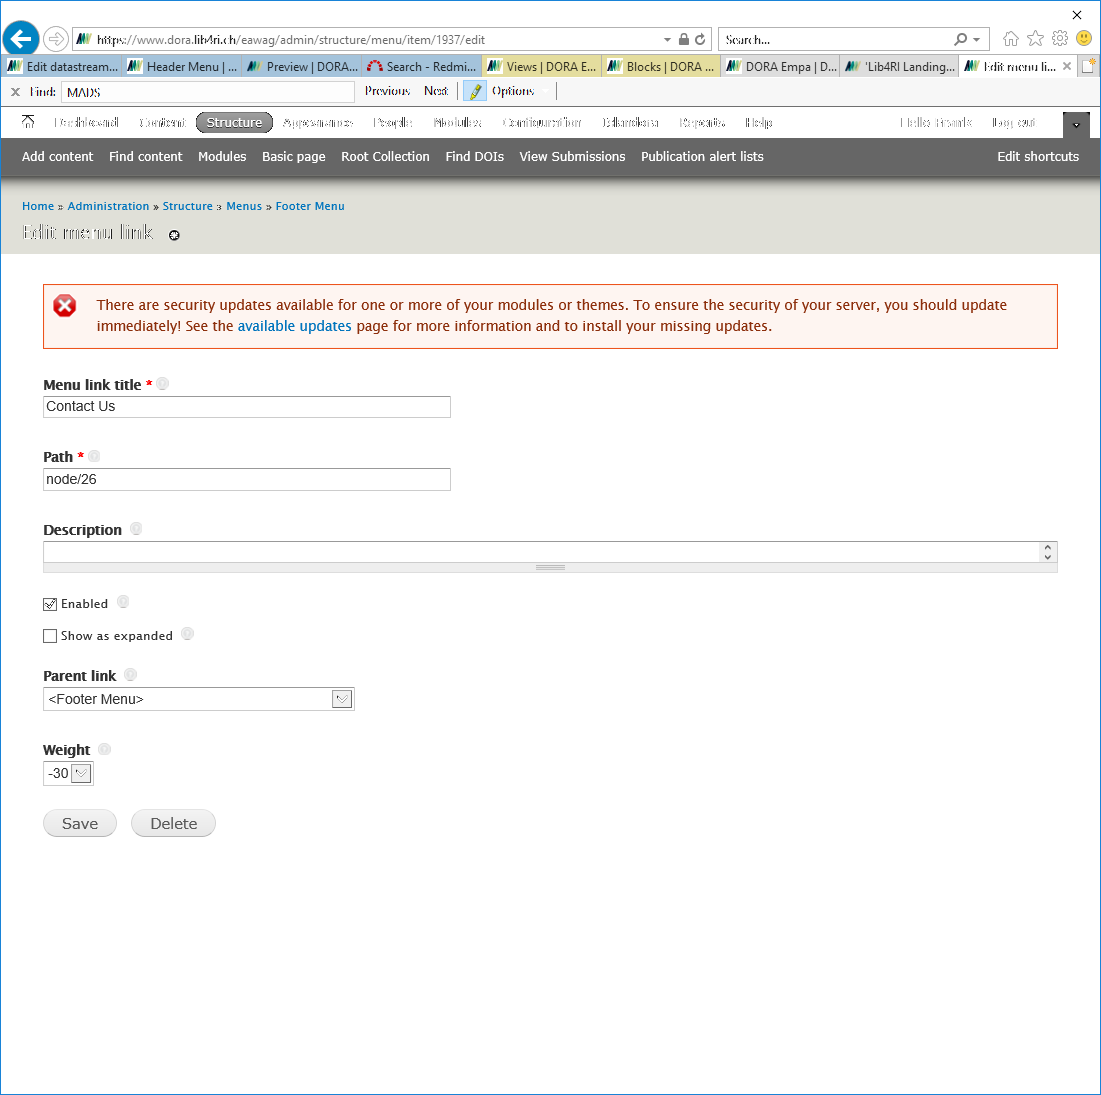 https://www.dora.lib4ri.ch/eawag/admin/structure/menu/item/1937/edit
Search...
Edit datastream... Header Menu | ... Preview | DORA... Search - Redmi... Views | DORA E... Blocks | DORA ... DORA Empa | D... 'Lib4RI Landing... Edit menu li...
x Find: MADS Previous Next Options
Dashboard Content Structure Appearance People Modules Configuration Islandora Reports Help Hello Frank Log out
Add content Find content Modules Basic page Root Collection Find DOIs View Submissions Publication alert lists Edit shortcuts
Home » Administration » Structure » Menus » Footer Menu
Edit menu link
There are security updates available for one or more of your modules or themes. To ensure the security of your server, you should update
immediately! See the available updates page for more information and to install your missing updates.
Menu link title *
Contact Us
Path *
node/26
Description
Enabled
Show as expanded
Parent link
<Footer Menu>
Weight
-30
Save Delete